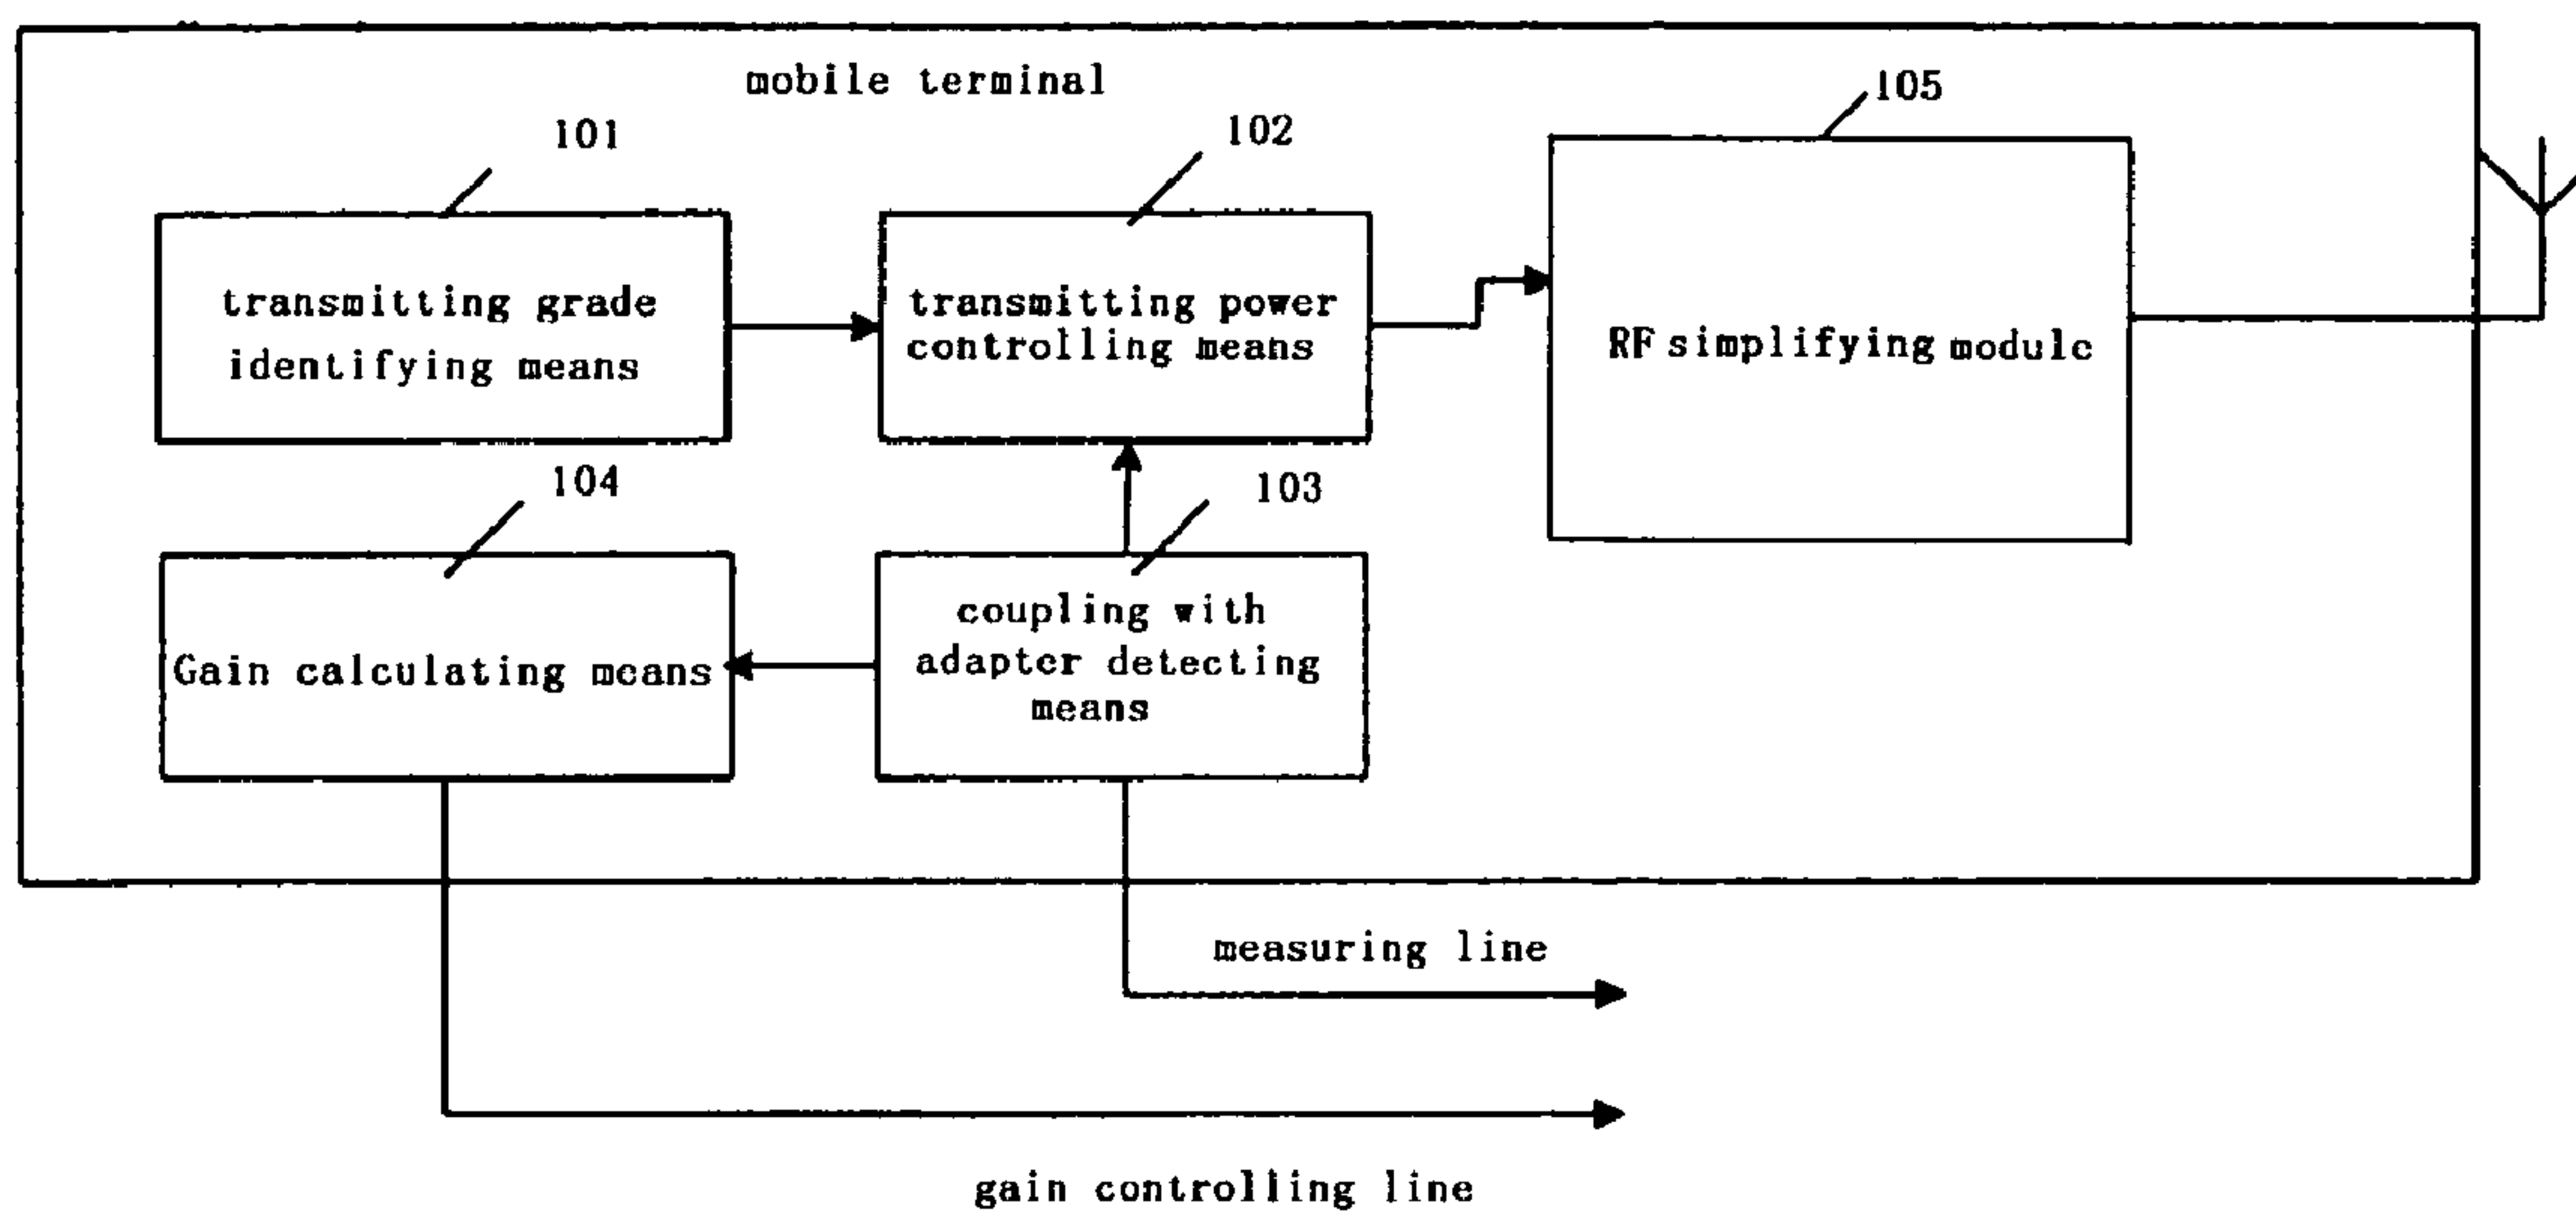 mobile terminal
105
101
102
transmitting grade
identifying means
transmitting power
controlling means
RF simplifying module
104
103
Gain calculating means
coupling with
adapter detecting
means
measuring line
gain controlling line